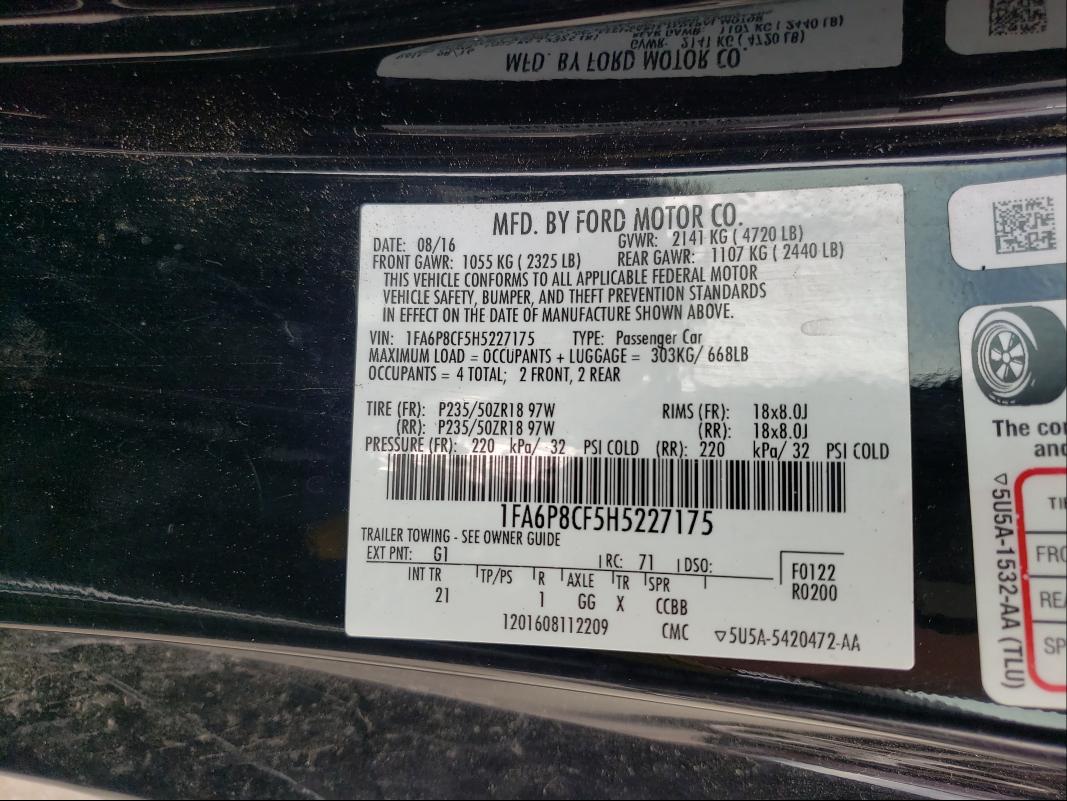 MFD. BY FORD MOTOR CO.
DATE: 08/16
GVWR: 2141 KG ( 4720 LB)
FRONT GAWR: 1055 KG ( 2325 LB)
REAR GAWR: 1107 KG ( 2440 LB)
THIS VEHICLE CONFORMS TO ALL APPLICABLE FEDERAL MOTOR
VEHICLE SAFETY, BUMPER, AND THEFT PREVENTION STANDARDS
IN EFFECT ON THE DATE OF MANUFACTURE SHOWN ABOVE.
VIN: 1FA6P8CF5H5227175 TYPE: Passenger Car
MAXIMUM LOAD = OCCUPANTS + LUGGAGE = 303KG/ 668LB
OCCUPANTS = 4 TOTAL; 2 FRONT, 2 REAR
TIRE (FR): P235/50ZR18 97W RIMS (FR): 18x8.0J
(RR): P235/50ZR18 97W (RR): 18x8.0J
PRESSURE (FR): 220 kPa/ 32 PSI COLD (RR): 220 kPa/ 32 PSI COLD
1FA6P8CF5H5227175
TRAILER TOWING - SEE OWNER GUIDE
EXT PNT: G1 RC: 71 DSO:
INT TR TP/PS R AXLE TR SPR
21 1 GG X CCBB
F0122
R0200
1201608112209 CMC ▽5U5A-5420472-AA
The
and
▽5U5A-1532-AA (TLU)